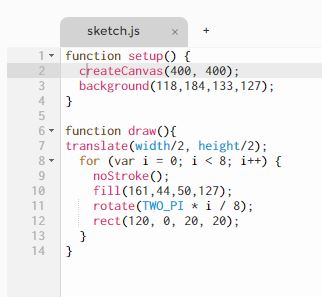 sketch.js × +
1 function setup() {
2 createCanvas(400, 400);
3 background(118,184,133,127);
4 }
5
6 function draw(){
7 translate(width/2, height/2);
8 for (var i = 0; i < 8; i++) {
9 noStroke();
10 fill(161,44,50,127);
11 rotate(TWO_PI * i / 8);
12 rect(120, 0, 20, 20);
13 }
14 }